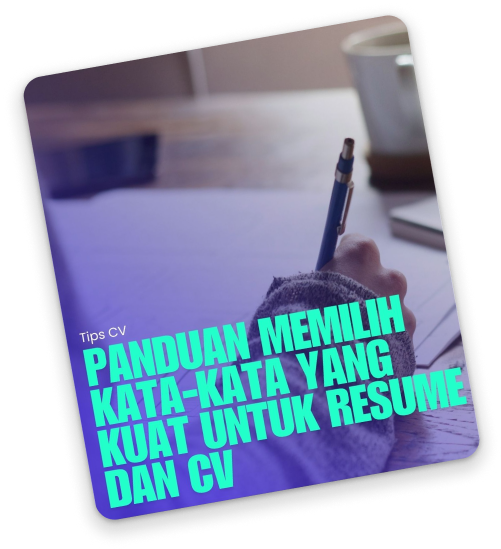 Tips CV
PANDUAN MEMILIH
KATA-KATA YANG
KUAT UNTUK RESUME
DAN CV